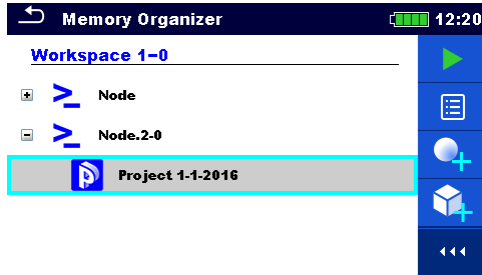 Memory Organizer 12:20
Workspace 1-0
Node
Node.2-0
Project 1-1-2016